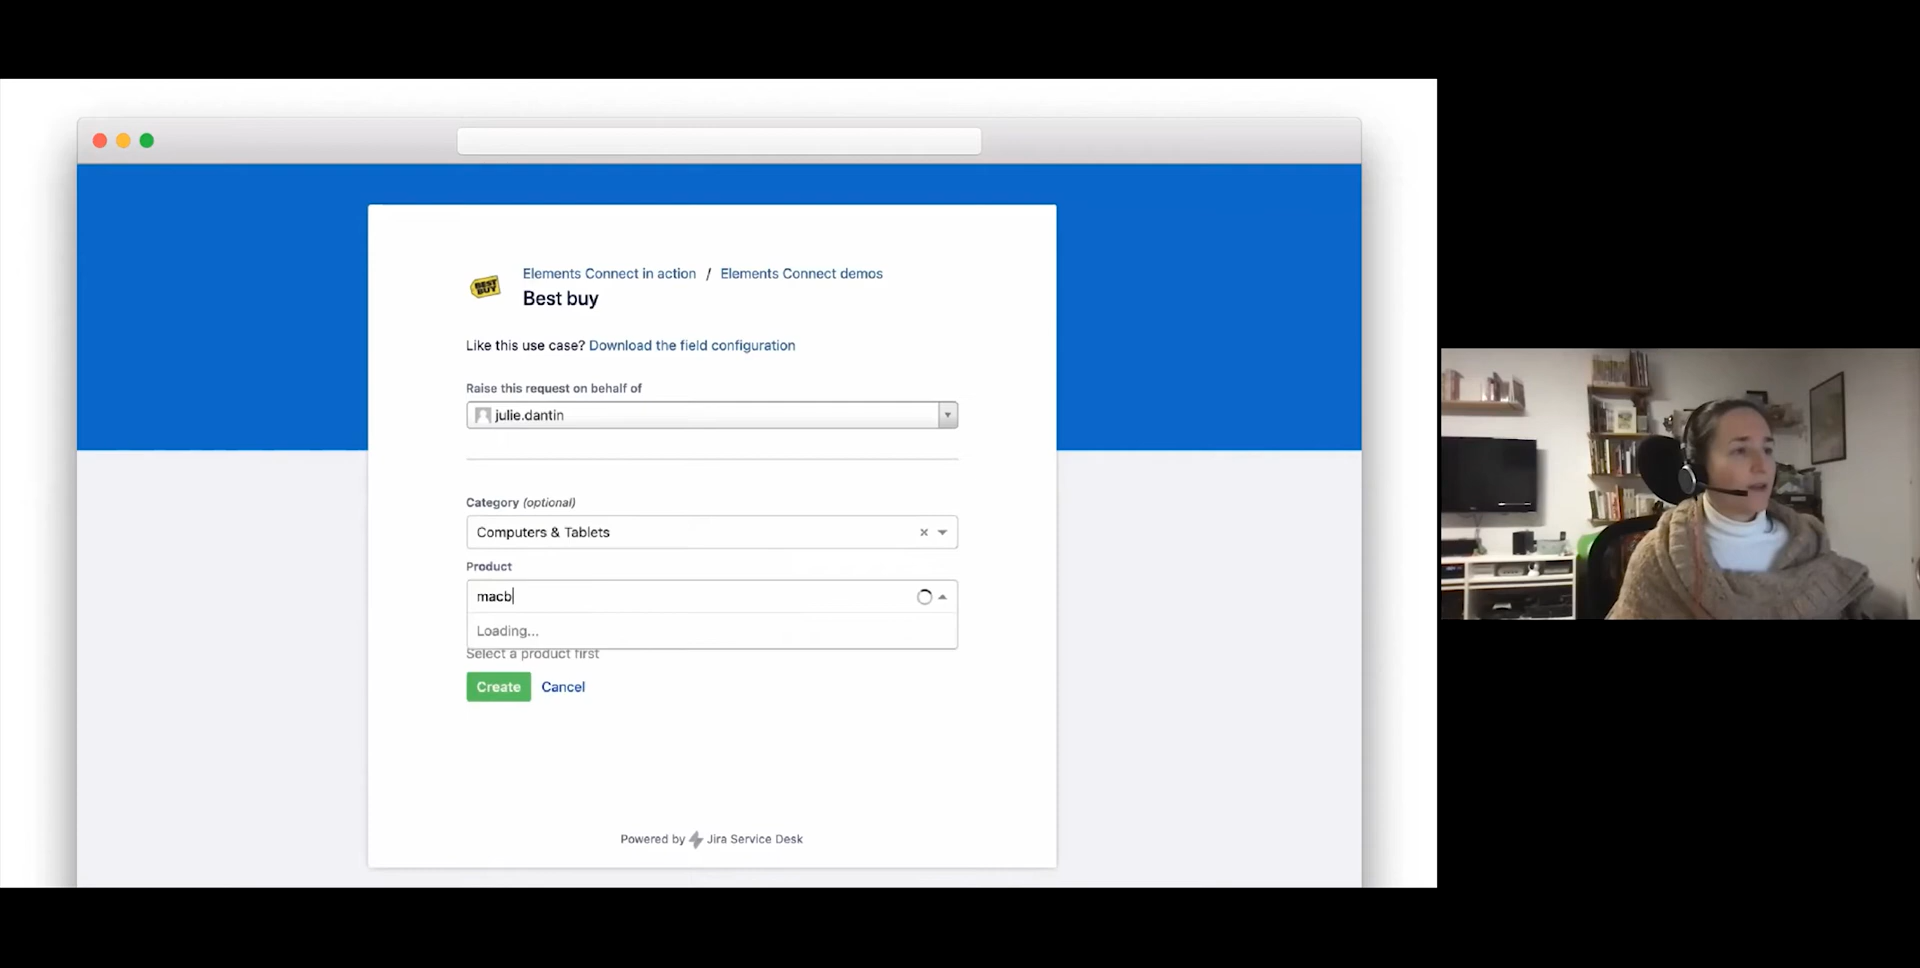 Elements Connect in action / Elements Connect demos
BEST BUY
Best buy
Like this use case? Download the field configuration
Raise this request on behalf of
julie.dantin
Category (optional)
Computers & Tablets
Product
macb
Loading...
Select a product first
Create Cancel
Powered by Jira Service Desk